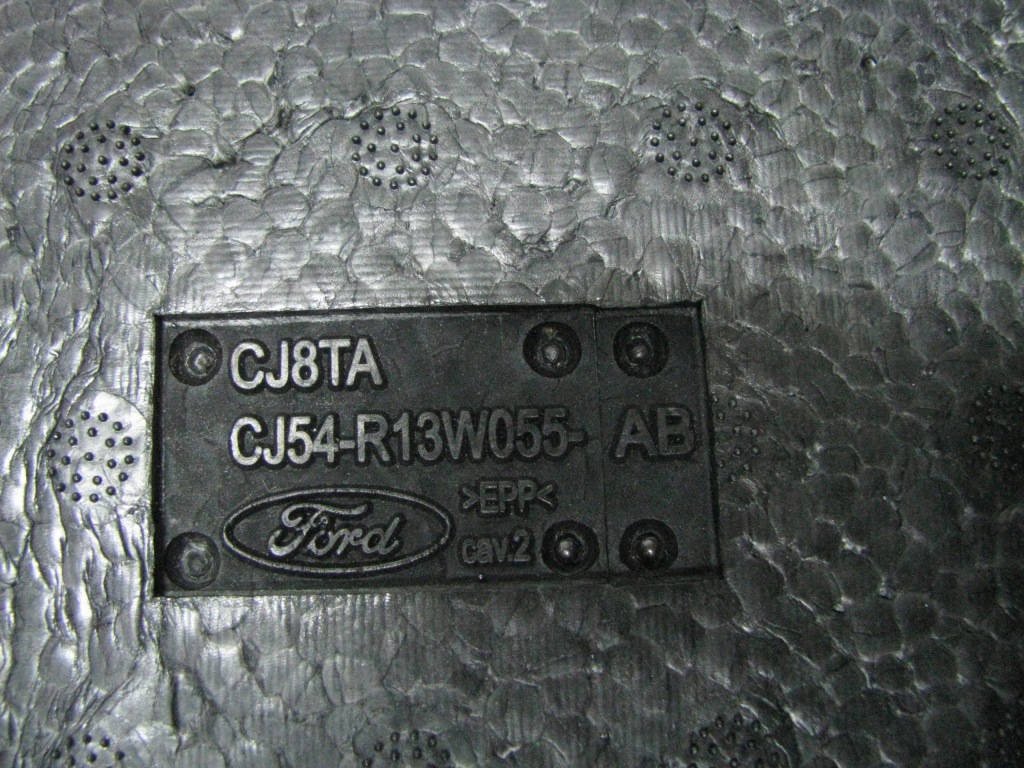 CJ8TA
CJ54-R13W055-AB
>EPP<
Ford
cav.2